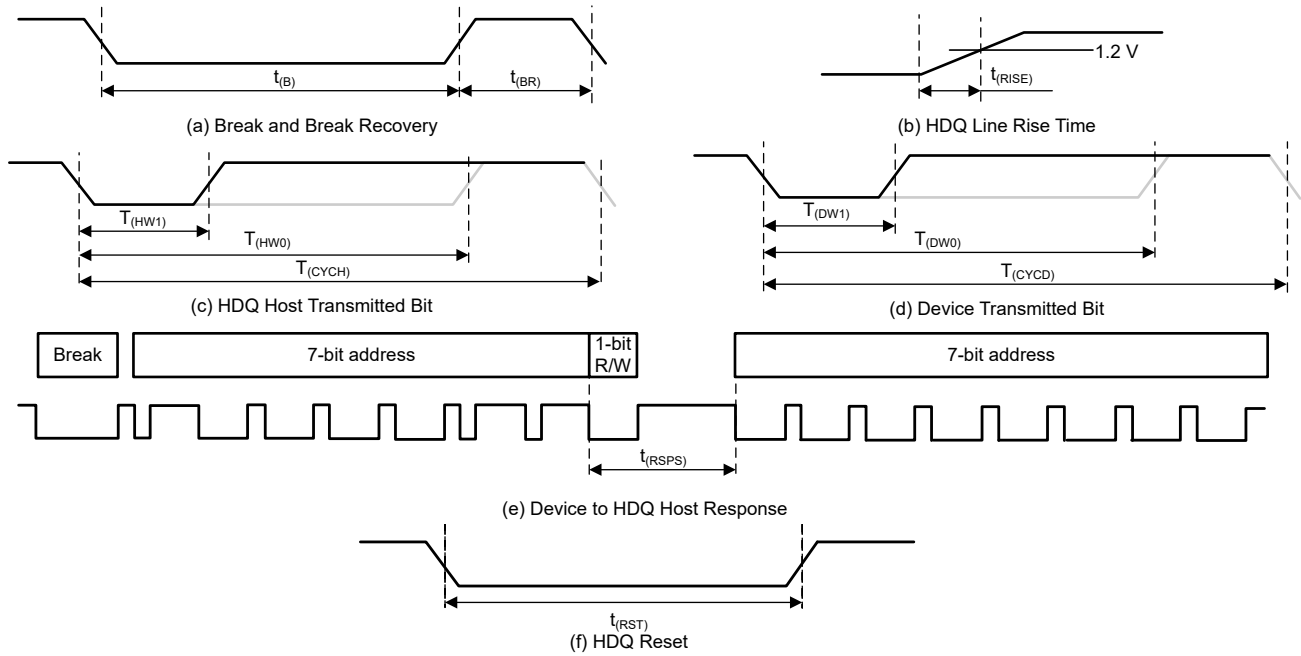 t(B)
t(BR)
(a) Break and Break Recovery
1.2 V
t(RISE)
(b) HDQ Line Rise Time
T(HW1)
T(HW0)
T(CYCH)
(c) HDQ Host Transmitted Bit
T(DW1)
T(DW0)
T(CYCD)
(d) Device Transmitted Bit
Break
7-bit address
1-bit
R/W
7-bit address
t(RSPS)
(e) Device to HDQ Host Response
t(RST)
(f) HDQ Reset